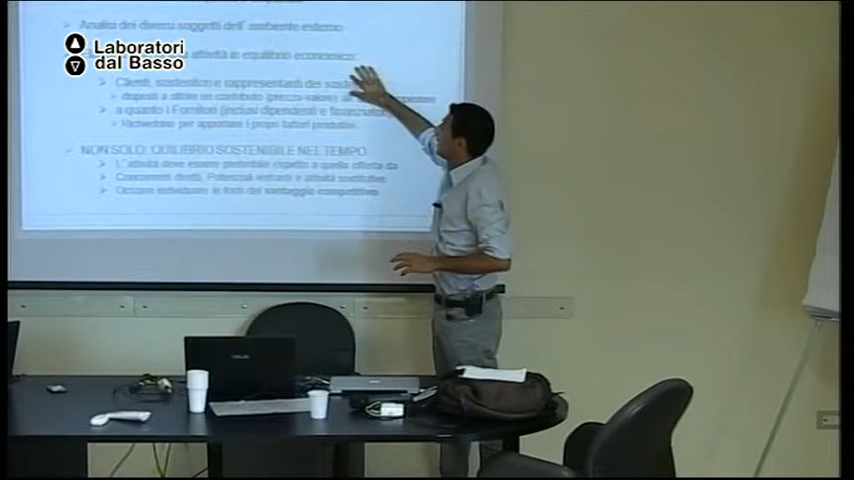 Analisi dei diversi soggetti dell'ambiente esterno
Laboratori
dal Basso
attività in equilibrio economico
Clienti, sostenitori e rappresentanti dei
disposti a offrire un contributo (prezzo-valore)
a quanto i Fornitori (inclusi dipendenti e finanziatori
Richiedono per apportare i propri fattori produttivi
NON SOLO: EQUILIBRIO SOSTENIBILE NEL TEMPO
L'attività deve essere preferibile rispetto a quella offerta da
Concorrenti diretti, Potenziali entranti e attività sostitutive
Occorre individuare le fonti del vantaggio competitivo